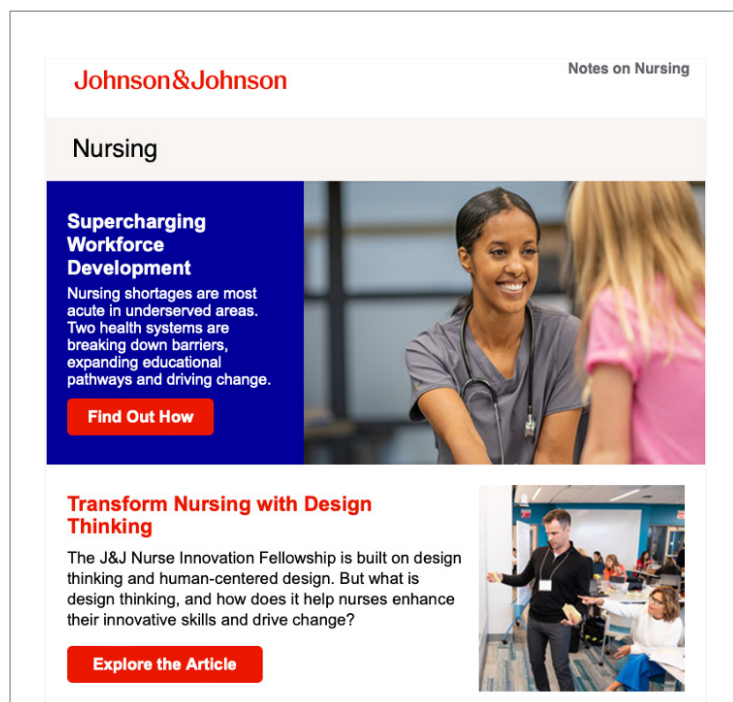 Johnson&Johnson
Notes on Nursing
Nursing
Supercharging
Workforce
Development
Nursing shortages are most
acute in underserved areas.
Two health systems are
breaking down barriers,
expanding educational
pathways and driving change.
Find Out How
Transform Nursing with Design
Thinking
The J&J Nurse Innovation Fellowship is built on design
thinking and human-centered design. But what is
design thinking, and how does it help nurses enhance
their innovative skills and drive change?
Explore the Article